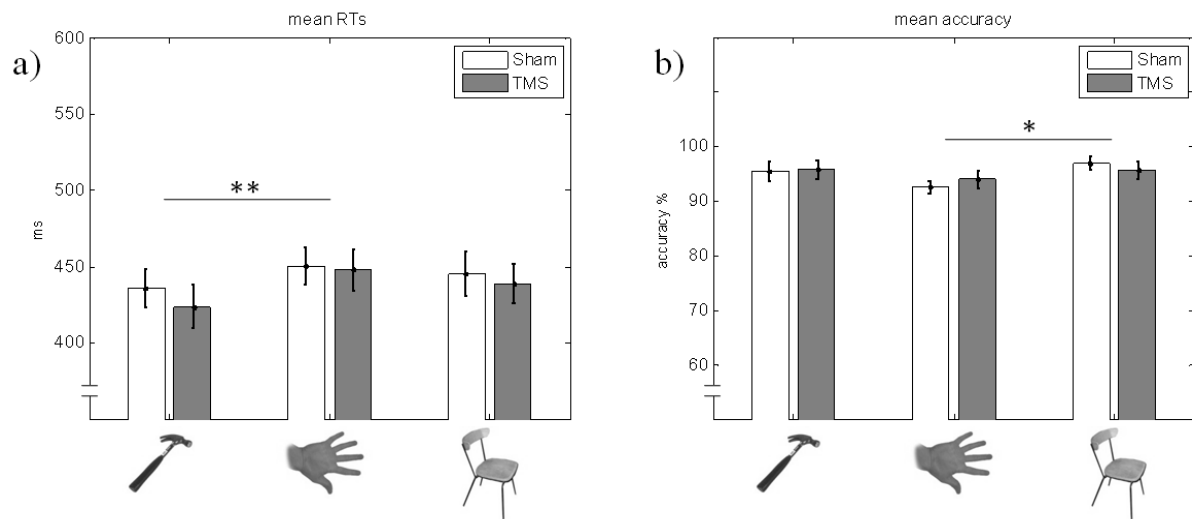 a)
mean RTs
600
550
500
450
400
ms
Sham
TMS
**
b)
mean accuracy
100
90
80
70
60
accuracy %
Sham
TMS
*